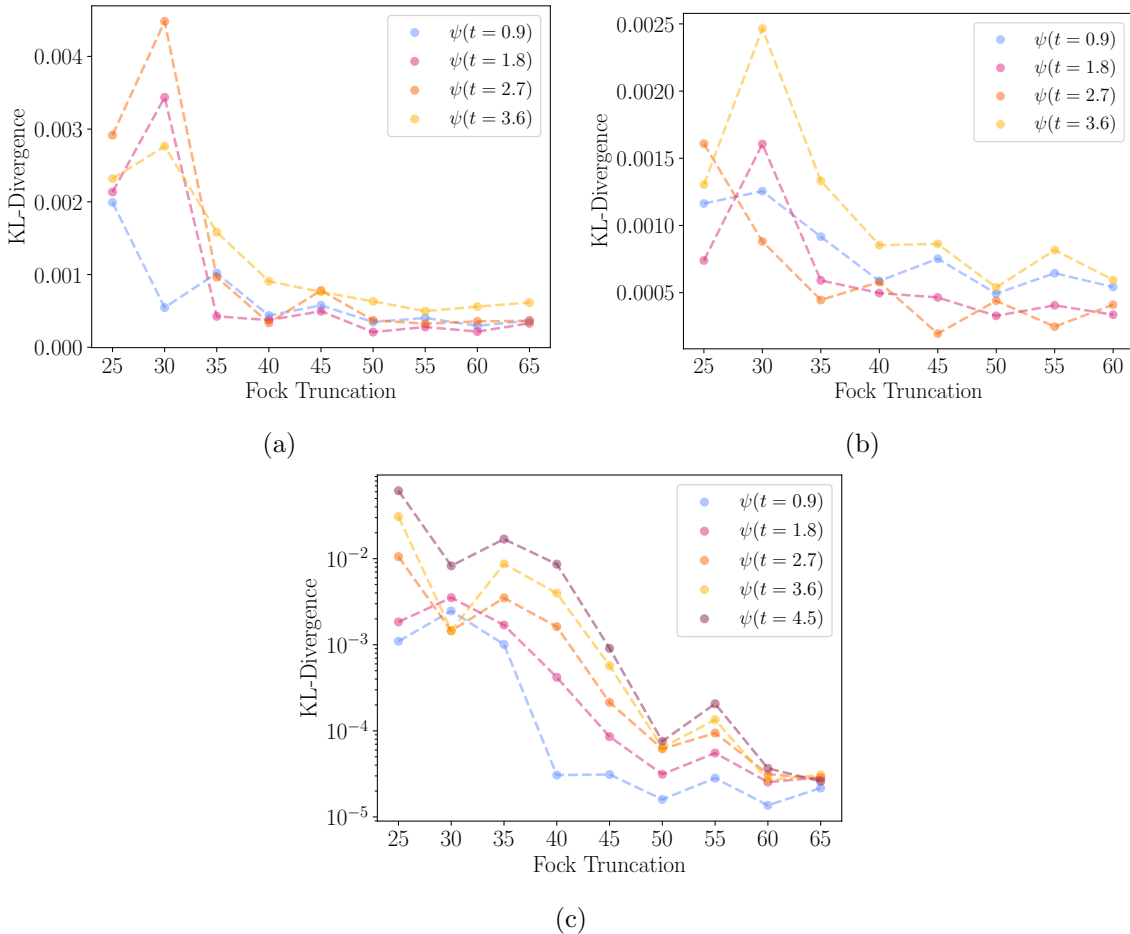 0.004
0.003
0.002
0.001
0.000
KL-Divergence
ψ(t = 0.9)
ψ(t = 1.8)
ψ(t = 2.7)
ψ(t = 3.6)
25 30 35 40 45 50 55 60 65
Fock Truncation
(a)
0.0025
0.0020
0.0015
0.0010
0.0005
KL-Divergence
ψ(t = 0.9)
ψ(t = 1.8)
ψ(t = 2.7)
ψ(t = 3.6)
25 30 35 40 45 50 55 60
Fock Truncation
(b)
10⁻²
10⁻³
10⁻⁴
10⁻⁵
KL-Divergence
ψ(t = 0.9)
ψ(t = 1.8)
ψ(t = 2.7)
ψ(t = 3.6)
ψ(t = 4.5)
25 30 35 40 45 50 55 60 65
Fock Truncation
(c)